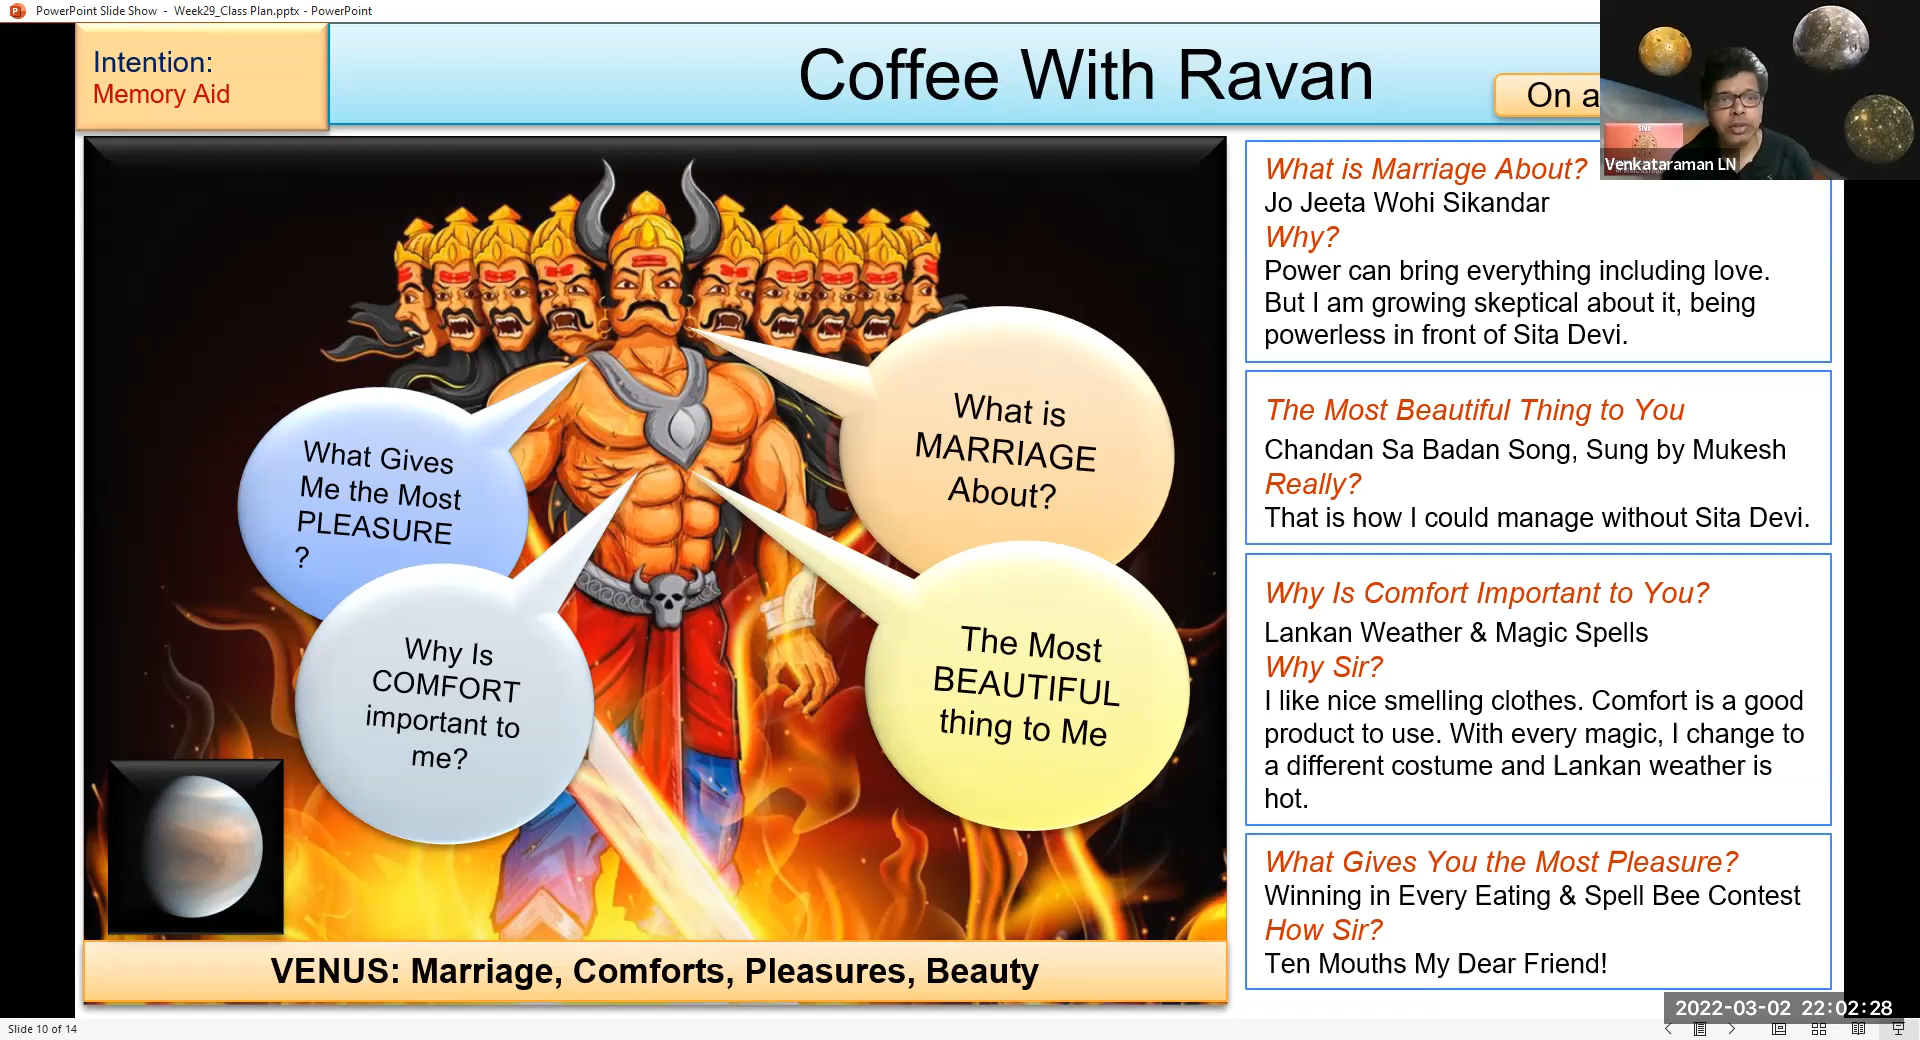 PowerPoint Slide Show - Week29_Class Plan.pptx - PowerPoint
Intention:
Memory Aid
Coffee With Ravan
On a
SIVA
Venkataraman LN
What is Marriage About?
Jo Jeeta Wohi Sikandar
Why?
Power can bring everything including love.
But I am growing skeptical about it, being
powerless in front of Sita Devi.
The Most Beautiful Thing to You
Chandan Sa Badan Song, Sung by Mukesh
Really?
That is how I could manage without Sita Devi.
Why Is Comfort Important to You?
Lankan Weather & Magic Spells
Why Sir?
I like nice smelling clothes. Comfort is a good
product to use. With every magic, I change to
a different costume and Lankan weather is
hot.
What Gives You the Most Pleasure?
Winning in Every Eating & Spell Bee Contest
How Sir?
Ten Mouths My Dear Friend!
What Gives
Me the Most
PLEASURE
?
What is
MARRIAGE
About?
Why Is
COMFORT
important to
me?
The Most
BEAUTIFUL
thing to Me
VENUS: Marriage, Comforts, Pleasures, Beauty
2022-03-02 22:02:28
Slide 10 of 14